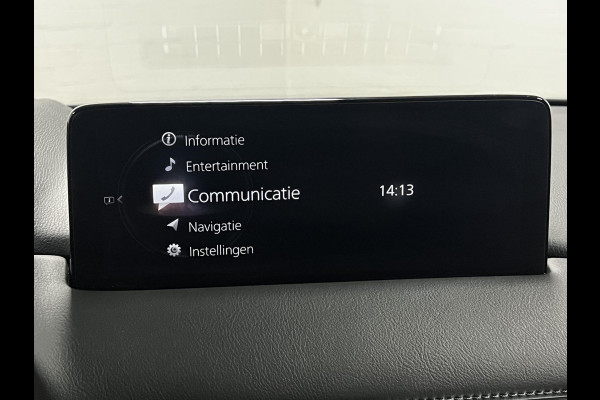 Informatie
Entertainment
Communicatie
14:13
Navigatie
Instellingen